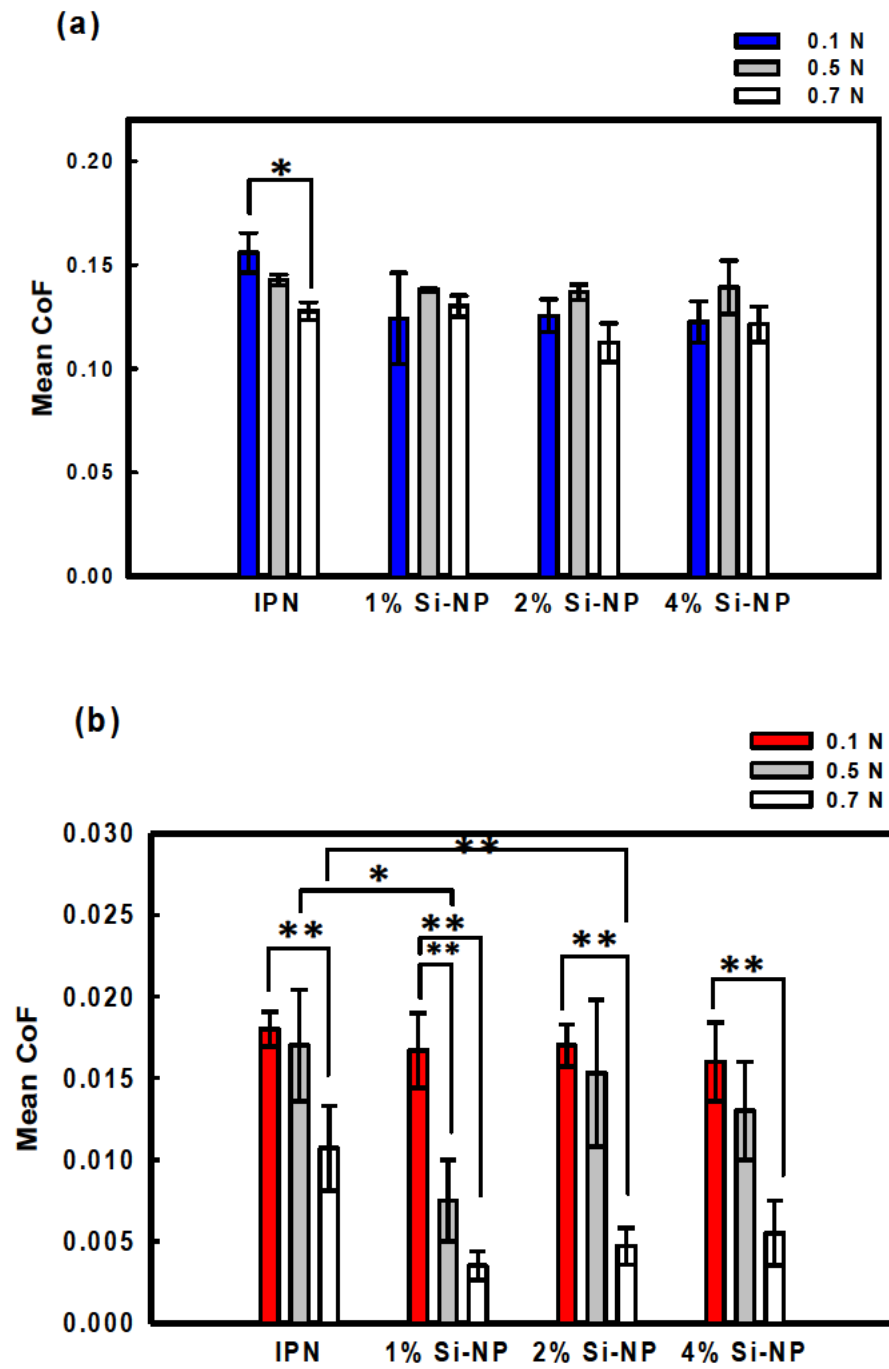 (a)
0.1 N
0.5 N
0.7 N
0.20
0.15
0.10
0.05
0.00
Mean CoF
*
IPN 1% Si-NP 2% Si-NP 4% Si-NP
(b)
0.1 N
0.5 N
0.7 N
0.030
0.025
0.020
0.015
0.010
0.005
0.000
Mean CoF
**
*
**
**
**
**
**
IPN 1% Si-NP 2% Si-NP 4% Si-NP